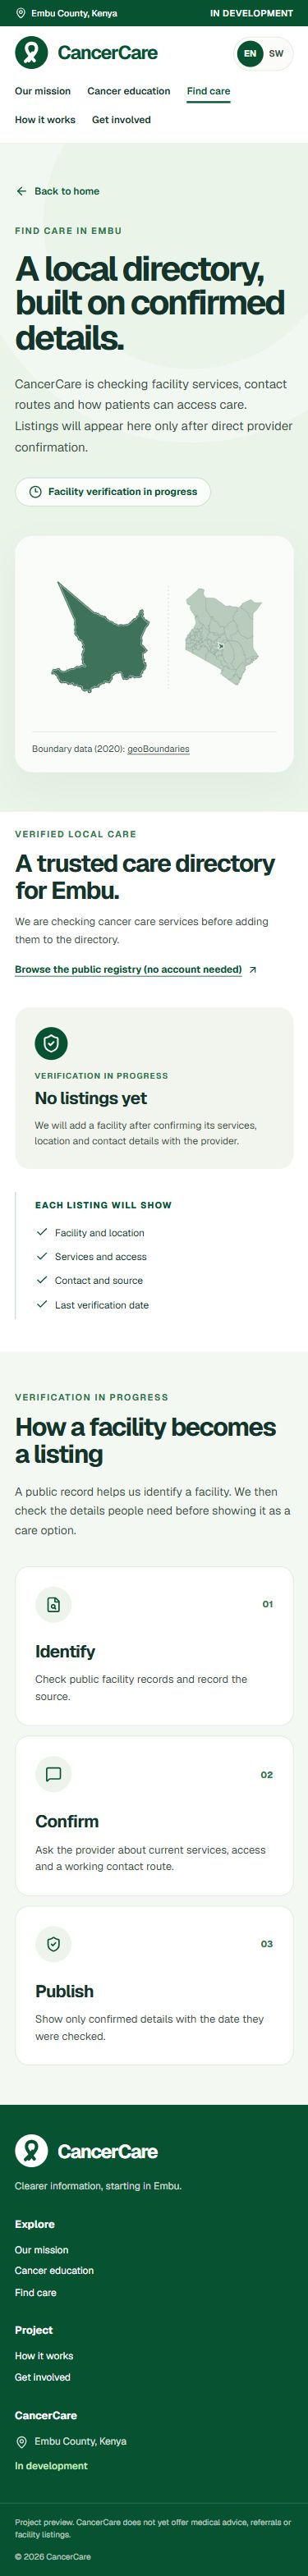 Embu County, Kenya
IN DEVELOPMENT
CancerCare
EN SW
Our mission Cancer education Find care
How it works Get involved
Back to home
FIND CARE IN EMBU
A local directory,
built on confirmed
details.
CancerCare is checking facility services, contact
routes and how patients can access care.
Listings will appear here only after direct provider
confirmation.
Facility verification in progress
Boundary data (2020): geoBoundaries
VERIFIED LOCAL CARE
A trusted care directory
for Embu.
We are checking cancer care services before adding
them to the directory.
Browse the public registry (no account needed)
VERIFICATION IN PROGRESS
No listings yet
We will add a facility after confirming its services,
location and contact details with the provider.
EACH LISTING WILL SHOW
Facility and location
Services and access
Contact and source
Last verification date
VERIFICATION IN PROGRESS
How a facility becomes
a listing
A public record helps us identify a facility. We then
check the details people need before showing it as a
care option.
01
Identify
Check public facility records and record the
source.
02
Confirm
Ask the provider about current services, access
and a working contact route.
03
Publish
Show only confirmed details with the date they
were checked.
CancerCare
Clearer information, starting in Embu.
Explore
Our mission
Cancer education
Find care
Project
How it works
Get involved
CancerCare
Embu County, Kenya
In development
Project preview. CancerCare does not yet offer medical advice, referrals or
facility listings.
© 2026 CancerCare